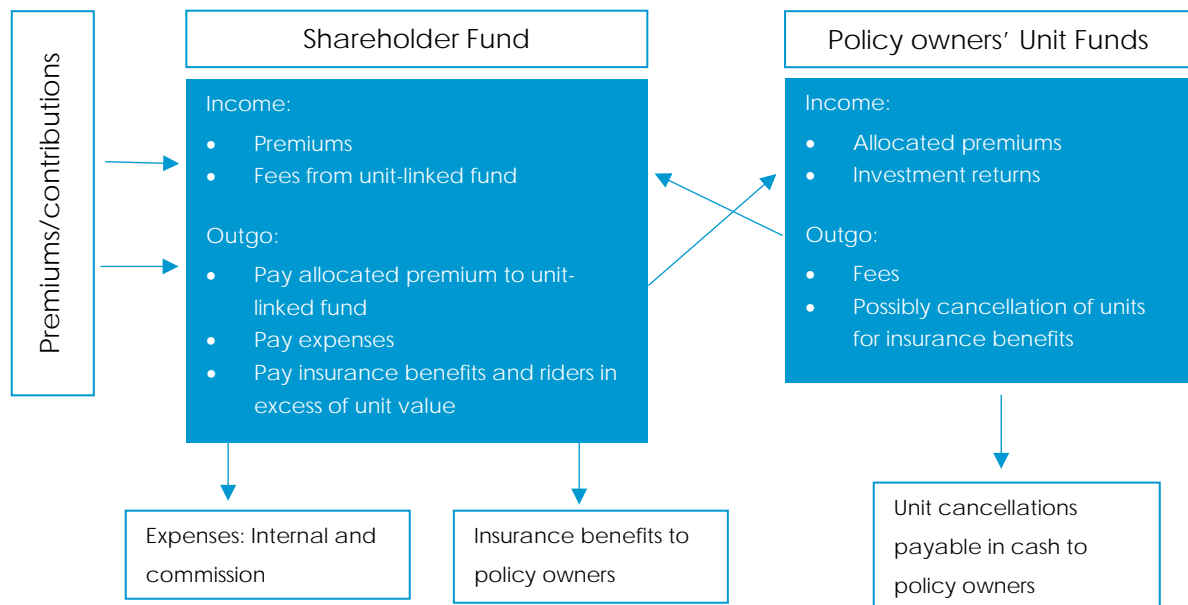 Premiums/contributions
Shareholder Fund
Income:
• Premiums
• Fees from unit-linked fund
Outgo:
• Pay allocated premium to unit-
linked fund
• Pay expenses
• Pay insurance benefits and riders in
excess of unit value
Policy owners’ Unit Funds
Income:
• Allocated premiums
• Investment returns
Outgo:
• Fees
• Possibly cancellation of units
for insurance benefits
Expenses: Internal and
commission
Insurance benefits to
policy owners
Unit cancellations
payable in cash to
policy owners